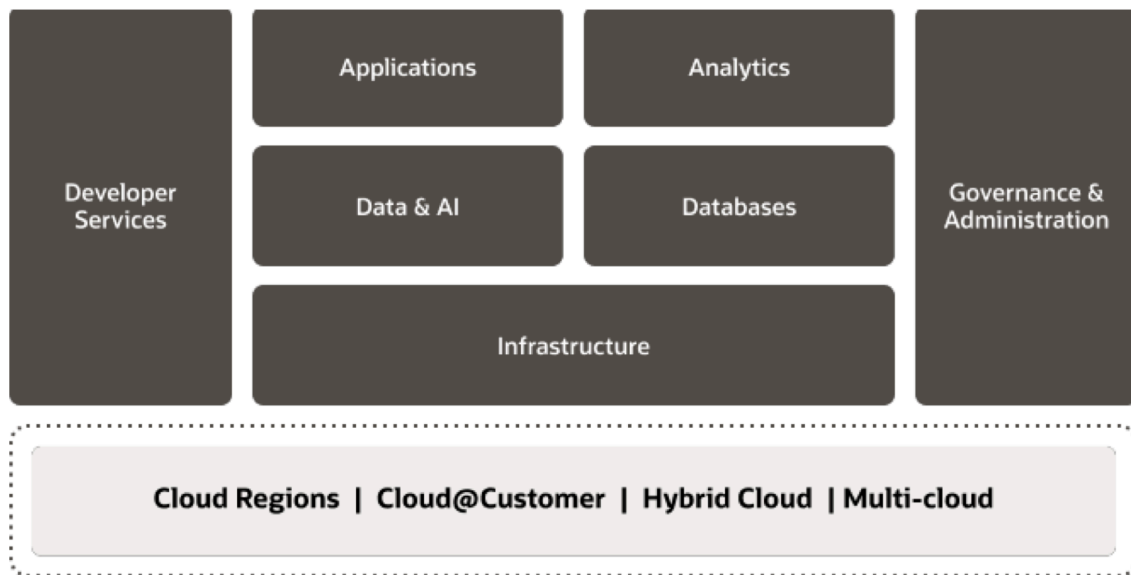 Applications
Analytics
Developer
Services
Data & AI
Databases
Governance &
Administration
Infrastructure
Cloud Regions | Cloud@Customer | Hybrid Cloud | Multi-cloud